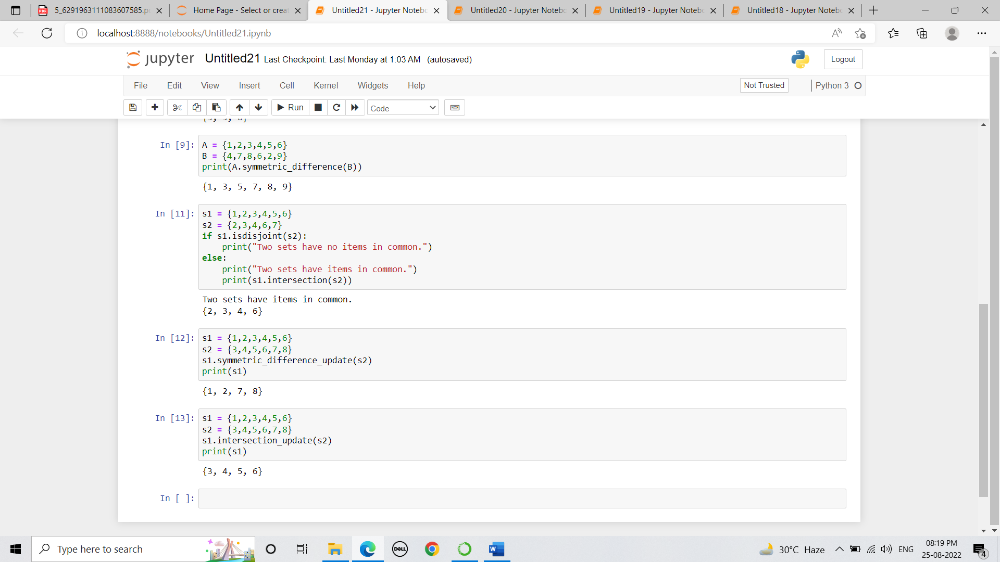 5_6291963111083607585.p
Home Page - Select or creat
Untitled21 - Jupyter Notebo
Untitled20 - Jupyter Notebo
Untitled19 - Jupyter Notebo
Untitled18 - Jupyter Notebo
localhost:8888/notebooks/Untitled21.ipynb
jupyter Untitled21 Last Checkpoint: Last Monday at 1:03 AM (autosaved)
Logout
File Edit View Insert Cell Kernel Widgets Help
Not Trusted
Python 3
Run
Code
In [9]: A = {1,2,3,4,5,6}
B = {4,7,8,6,2,9}
print(A.symmetric_difference(B))
{1, 3, 5, 7, 8, 9}
In [11]: s1 = {1,2,3,4,5,6}
s2 = {2,3,4,6,7}
if s1.isdisjoint(s2):
print("Two sets have no items in common.")
else:
print("Two sets have items in common.")
print(s1.intersection(s2))
Two sets have items in common.
{2, 3, 4, 6}
In [12]: s1 = {1,2,3,4,5,6}
s2 = {3,4,5,6,7,8}
s1.symmetric_difference_update(s2)
print(s1)
{1, 2, 7, 8}
In [13]: s1 = {1,2,3,4,5,6}
s2 = {3,4,5,6,7,8}
s1.intersection_update(s2)
print(s1)
{3, 4, 5, 6}
In [ ]:
Type here to search
DELL
30°C Haze
ENG
08:19 PM
25-08-2022
4